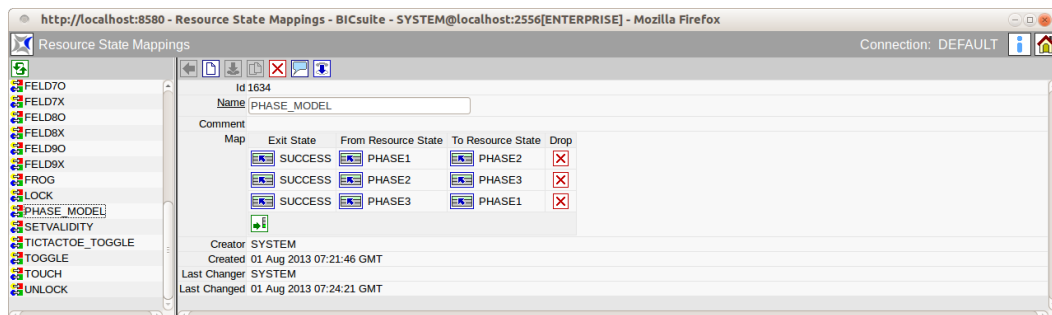 http://localhost:8580 - Resource State Mappings - BICsuite - SYSTEM@localhost:2556[ENTERPRISE] - Mozilla Firefox
Resource State Mappings Connection: DEFAULT
FELD7O
FELD7X
FELD8O
FELD8X
FELD9O
FELD9X
FROG
LOCK
PHASE_MODEL
SETVALIDITY
TICTACTOE_TOGGLE
TOGGLE
TOUCH
UNLOCK
Id 1634
Name PHASE_MODEL
Comment
Map Exit State From Resource State To Resource State Drop
SUCCESS PHASE1 PHASE2
SUCCESS PHASE2 PHASE3
SUCCESS PHASE3 PHASE1
Creator SYSTEM
Created 01 Aug 2013 07:21:46 GMT
Last Changer SYSTEM
Last Changed 01 Aug 2013 07:24:21 GMT